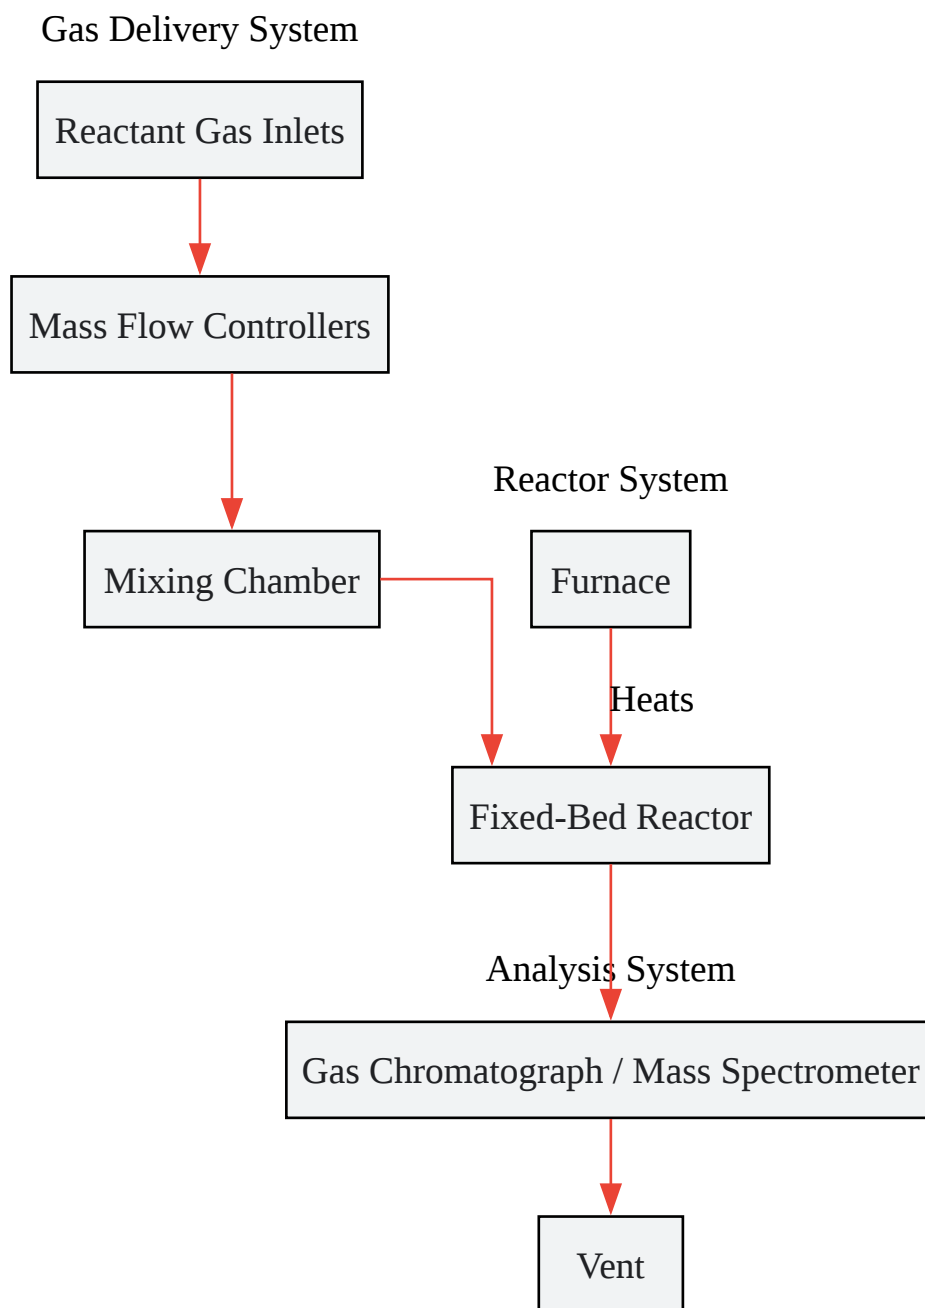 Gas Delivery System
Reactant Gas Inlets
Mass Flow Controllers
Reactor System
Mixing Chamber
Furnace
Heats
Fixed-Bed Reactor
Analysis System
Gas Chromatograph / Mass Spectrometer
Vent